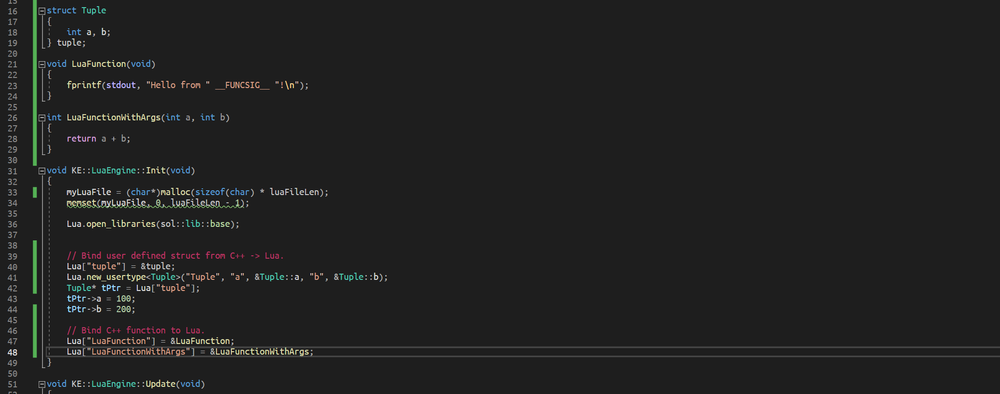 15
16 struct Tuple
17 {
18     int a, b;
19 } tuple;
20
21 void LuaFunction(void)
22 {
23     fprintf(stdout, "Hello from " __FUNCSIG__ "!\n");
24 }
25
26 int LuaFunctionWithArgs(int a, int b)
27 {
28     return a + b;
29 }
30
31 void KE::LuaEngine::Init(void)
32 {
33     myLuaFile = (char*)malloc(sizeof(char) * luaFileLen);
34     memset(myLuaFile, 0, luaFileLen - 1);
35
36     Lua.open_libraries(sol::lib::base);
37
38
39     // Bind user defined struct from C++ -> Lua.
40     Lua["tuple"] = &tuple;
41     Lua.new_usertype<Tuple>("Tuple", "a", &Tuple::a, "b", &Tuple::b);
42     Tuple* tPtr = Lua["tuple"];
43     tPtr->a = 100;
44     tPtr->b = 200;
45
46     // Bind C++ function to Lua.
47     Lua["LuaFunction"] = &LuaFunction;
48     Lua["LuaFunctionWithArgs"] = &LuaFunctionWithArgs;
49 }
50
51 void KE::LuaEngine::Update(void)